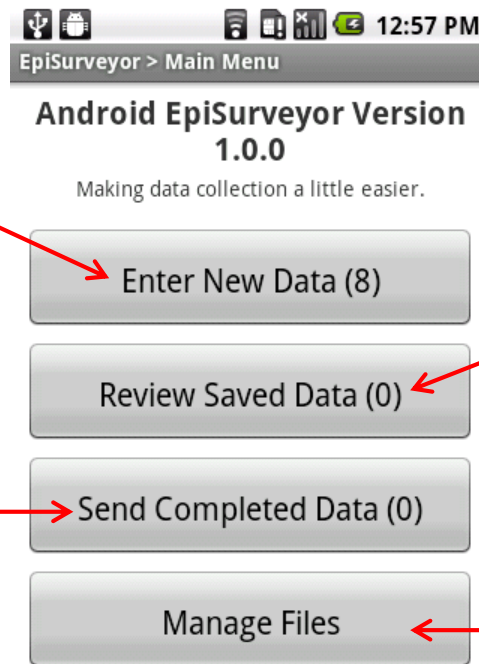 12:57 PM
EpiSurveyor > Main Menu
Android EpiSurveyor Version
1.0.0
Making data collection a little easier.
Enter New Data (8)
Review Saved Data (0)
Send Completed Data (0)
Manage Files